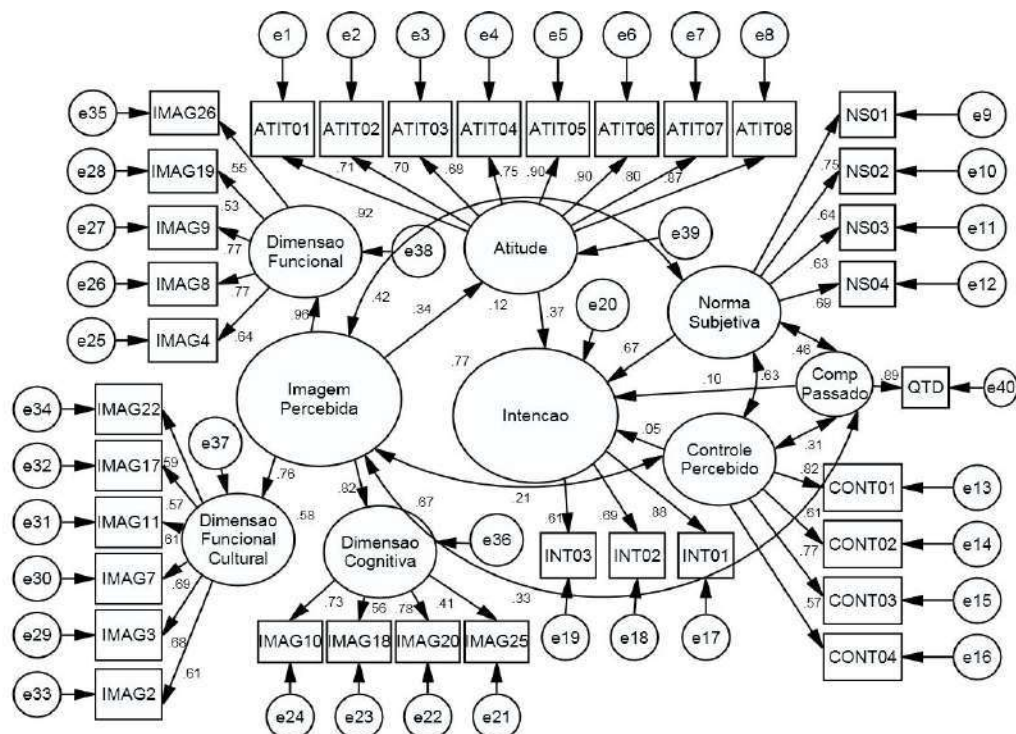 e1 e2 e3 e4 e5 e6 e7 e8
ATIT01 ATIT02 ATIT03 ATIT04 ATIT05 ATIT06 ATIT07 ATIT08
.71 .70 .68 .75 .90 .90 .80 .87
e35 IMAG26
e28 IMAG19
e27 IMAG9
e26 IMAG8
e25 IMAG4
.55
.53
.77
.77
.64
.92
Dimensao
Funcional
e38
Atitude
e39
NS01 e9
NS02 e10
NS03 e11
NS04 e12
.75
.64
.63
.69
Norma
Subjetiva
.42
.34
.12
.37
e20
.96
.77
.67
.46
.63
.10
Imagem
Percebida
Intencao
Comp
Passado
.89
QTD
e40
.05
.31
Controle
Percebido
.82
.61
.77
.57
CONT01 e13
CONT02 e14
CONT03 e15
CONT04 e16
e34 IMAG22
e32 IMAG17
e31 IMAG11
e30 IMAG7
e29 IMAG3
e33 IMAG2
.59
.57
.61
.69
.68
.61
e37
.76
.58
Dimensao
Funcional
Cultural
.82
.67
.21
Dimensao
Cognitiva
e36
.73 .56 .78 .41
.33
IMAG10 IMAG18 IMAG20 IMAG25
e24 e23 e22 e21
.61 .69 .88
INT03 INT02 INT01
e19 e18 e17